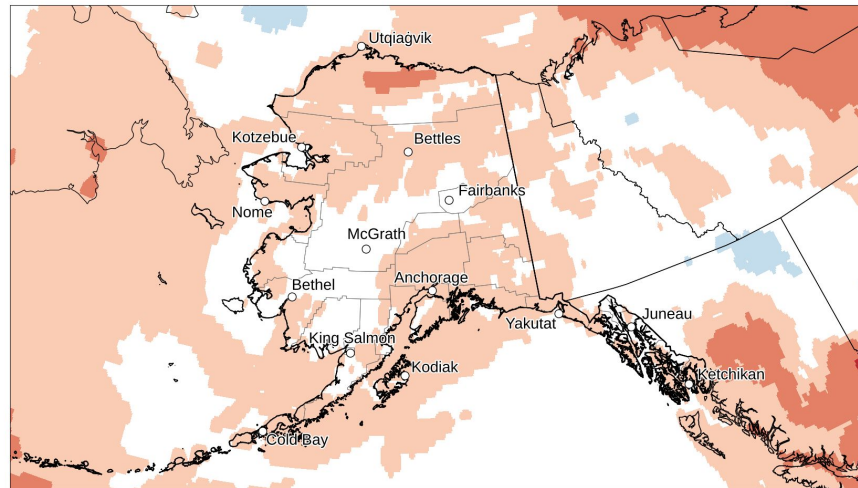 Utqiaġvik
Kotzebue
Bettles
Fairbanks
Nome
McGrath
Anchorage
Bethel
Yakutat
Juneau
King Salmon
Kodiak
Ketchikan
Cold Bay